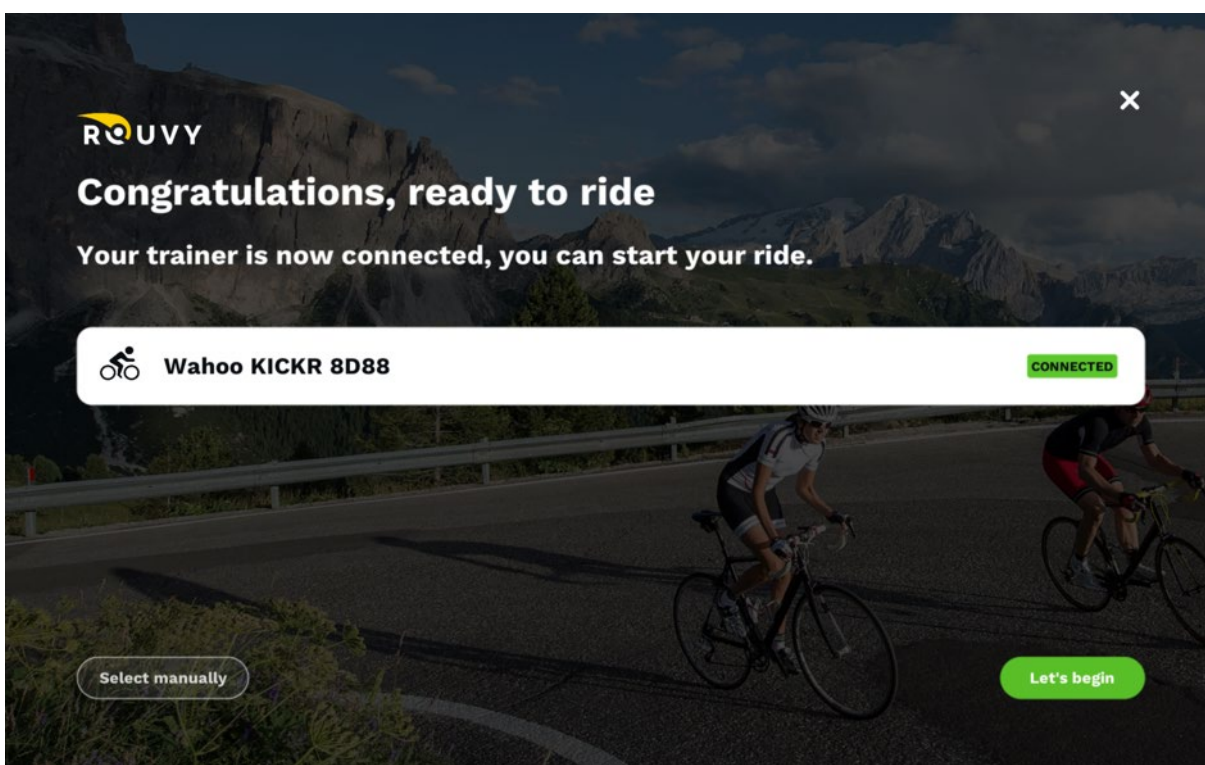 ROUVY
Congratulations, ready to ride
Your trainer is now connected, you can start your ride.
Wahoo KICKR 8D88
CONNECTED
Select manually
Let's begin